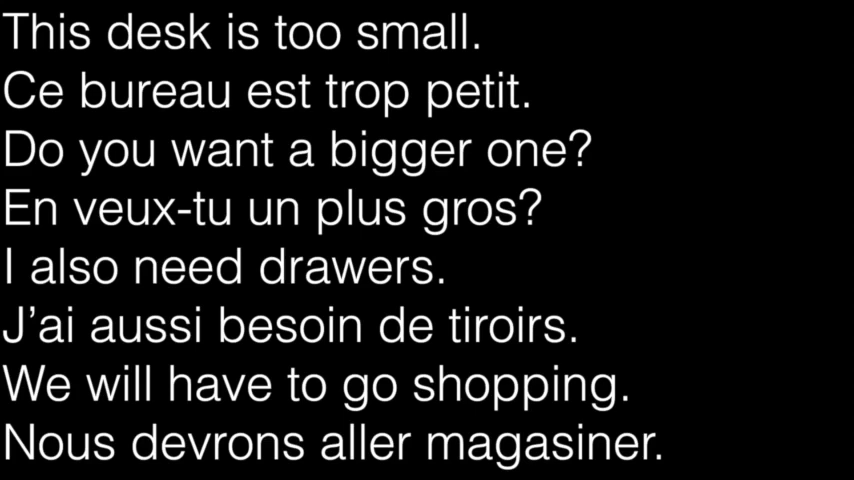 This desk is too small.
Ce bureau est trop petit.
Do you want a bigger one?
En veux-tu un plus gros?
I also need drawers.
J’ai aussi besoin de tiroirs.
We will have to go shopping.
Nous devrons aller magasiner.